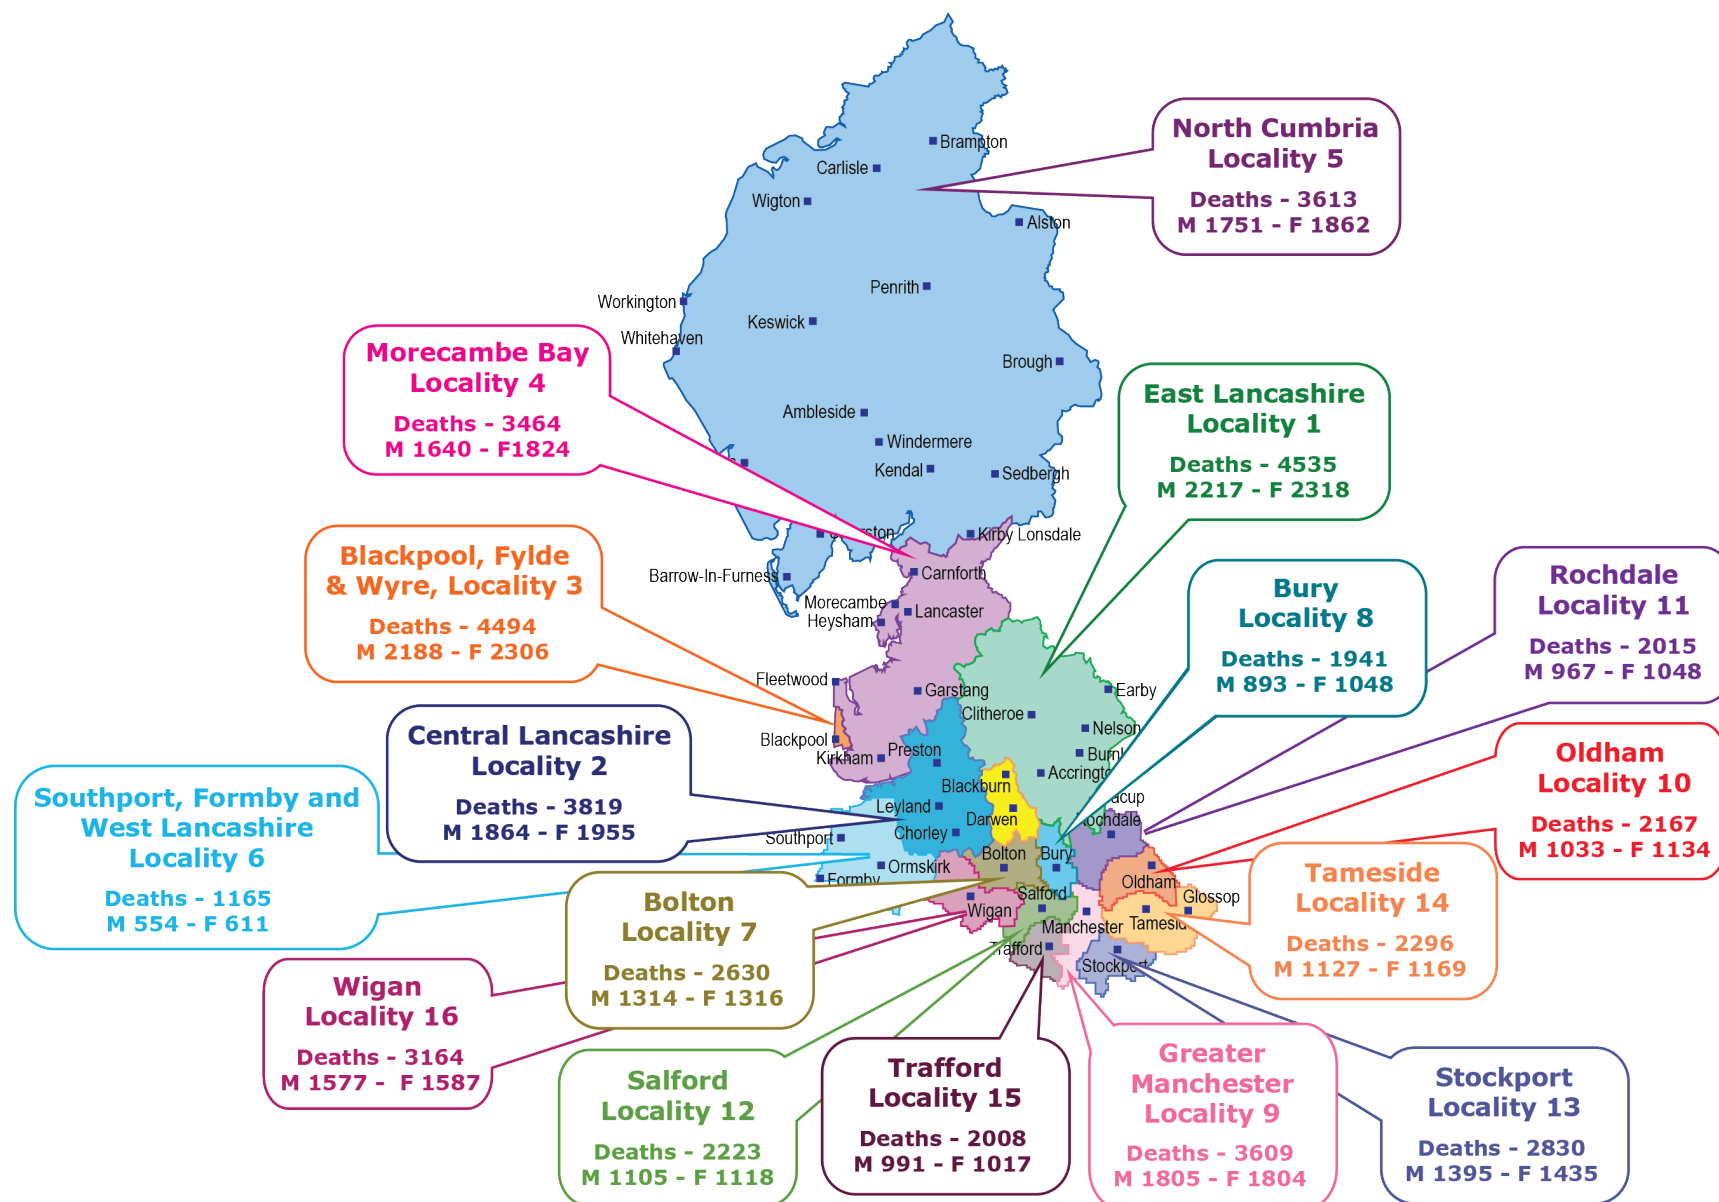 North Cumbria
Locality 5
Deaths - 3613
M 1751 - F 1862
Brampton
Carlisle
Wigton
Alston
Penrith
Workington
Keswick
Whitehaven
Brough
Morecambe Bay
Locality 4
Deaths - 3464
M 1640 - F1824
Ambleside
Windermere
Kendal
Sedbergh
Kirby Lonsdale
East Lancashire
Locality 1
Deaths - 4535
M 2217 - F 2318
Blackpool, Fylde
& Wyre, Locality 3
Deaths - 4494
M 2188 - F 2306
Barrow-In-Furness
Carnforth
Morecambe
Heysham
Lancaster
Bury
Locality 8
Deaths - 1941
M 893 - F 1048
Rochdale
Locality 11
Deaths - 2015
M 967 - F 1048
Fleetwood
Garstang
Earby
Clitheroe
Nelson
Blackpool
Kirkham
Preston
Central Lancashire
Locality 2
Deaths - 3819
M 1864 - F 1955
Blackburn
Leyland
Darwen
Chorley
Oldham
Locality 10
Deaths - 2167
M 1033 - F 1134
Southport, Formby and
West Lancashire
Locality 6
Deaths - 1165
M 554 - F 611
Southport
Ormskirk
Formby
Bolton
Bury
Oldham
Glossop
Salford
Wigan
Manchester
Bolton
Locality 7
Deaths - 2630
M 1314 - F 1316
Tameside
Locality 14
Deaths - 2296
M 1127 - F 1169
Trafford
Stockport
Wigan
Locality 16
Deaths - 3164
M 1577 - F 1587
Salford
Locality 12
Deaths - 2223
M 1105 - F 1118
Trafford
Locality 15
Deaths - 2008
M 991 - F 1017
Greater
Manchester
Locality 9
Deaths - 3609
M 1805 - F 1804
Stockport
Locality 13
Deaths - 2830
M 1395 - F 1435